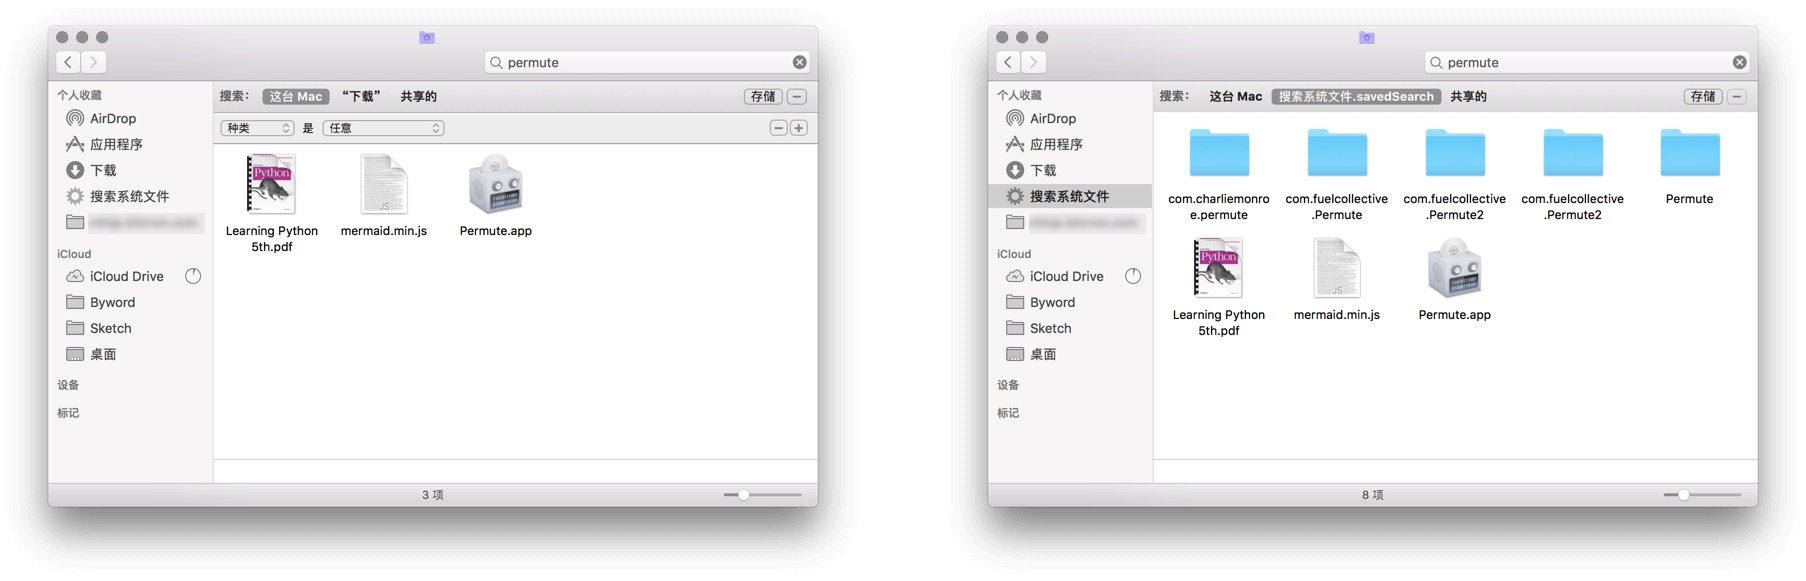 permute
个人收藏
AirDrop
应用程序
下载
搜索系统文件
iCloud
iCloud Drive
Byword
Sketch
桌面
设备
标记
搜索： 这台 Mac “下载” 共享的 存储
种类 是 任意
Python
JS
Learning Python
5th.pdf
mermaid.min.js
Permute.app
3 项
permute
个人收藏
AirDrop
应用程序
下载
搜索系统文件
iCloud
iCloud Drive
Byword
Sketch
桌面
设备
标记
搜索： 这台 Mac 搜索系统文件.savedSearch 共享的 存储
com.charliemonro
e.permute
com.fuelcollective
.Permute
com.fuelcollective
.Permute2
com.fuelcollective
.Permute2
Permute
Python
JS
Learning Python
5th.pdf
mermaid.min.js
Permute.app
8 项